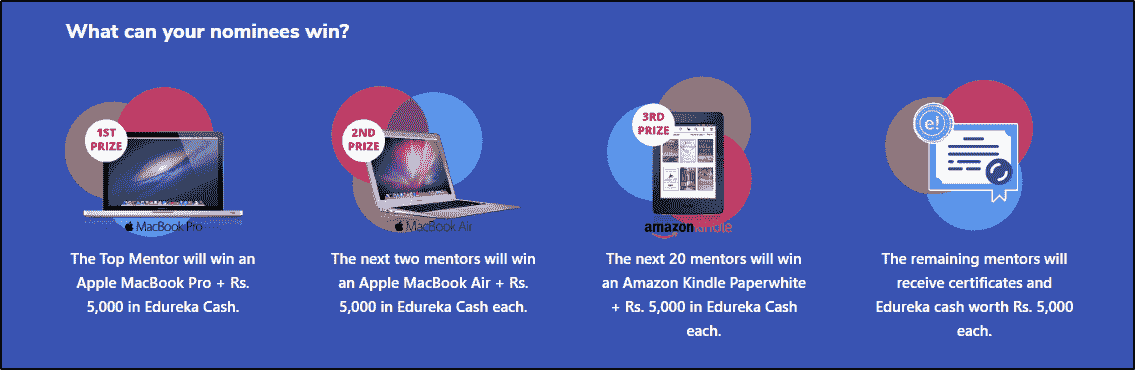 What can your nominees win?
1ST
PRIZE
MacBook Pro
The Top Mentor will win an
Apple MacBook Pro + Rs.
5,000 in Edureka Cash.
2ND
PRIZE
MacBook Air
The next two mentors will win
an Apple MacBook Air + Rs.
5,000 in Edureka Cash each.
3RD
PRIZE
amazonkindle
The next 20 mentors will win
an Amazon Kindle Paperwhite
+ Rs. 5,000 in Edureka Cash
each.
e!
The remaining mentors will
receive certificates and
Edureka cash worth Rs. 5,000
each.